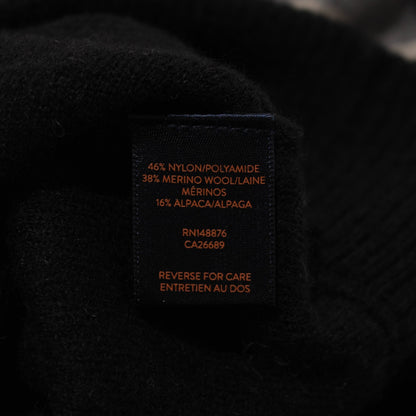 46% NYLON/POLYAMIDE
38% MERINO WOOL/LAINE
MÉRINOS
16% ALPACA/ALPAGA
RN148876
CA26689
REVERSE FOR CARE
ENTRETIEN AU DOS